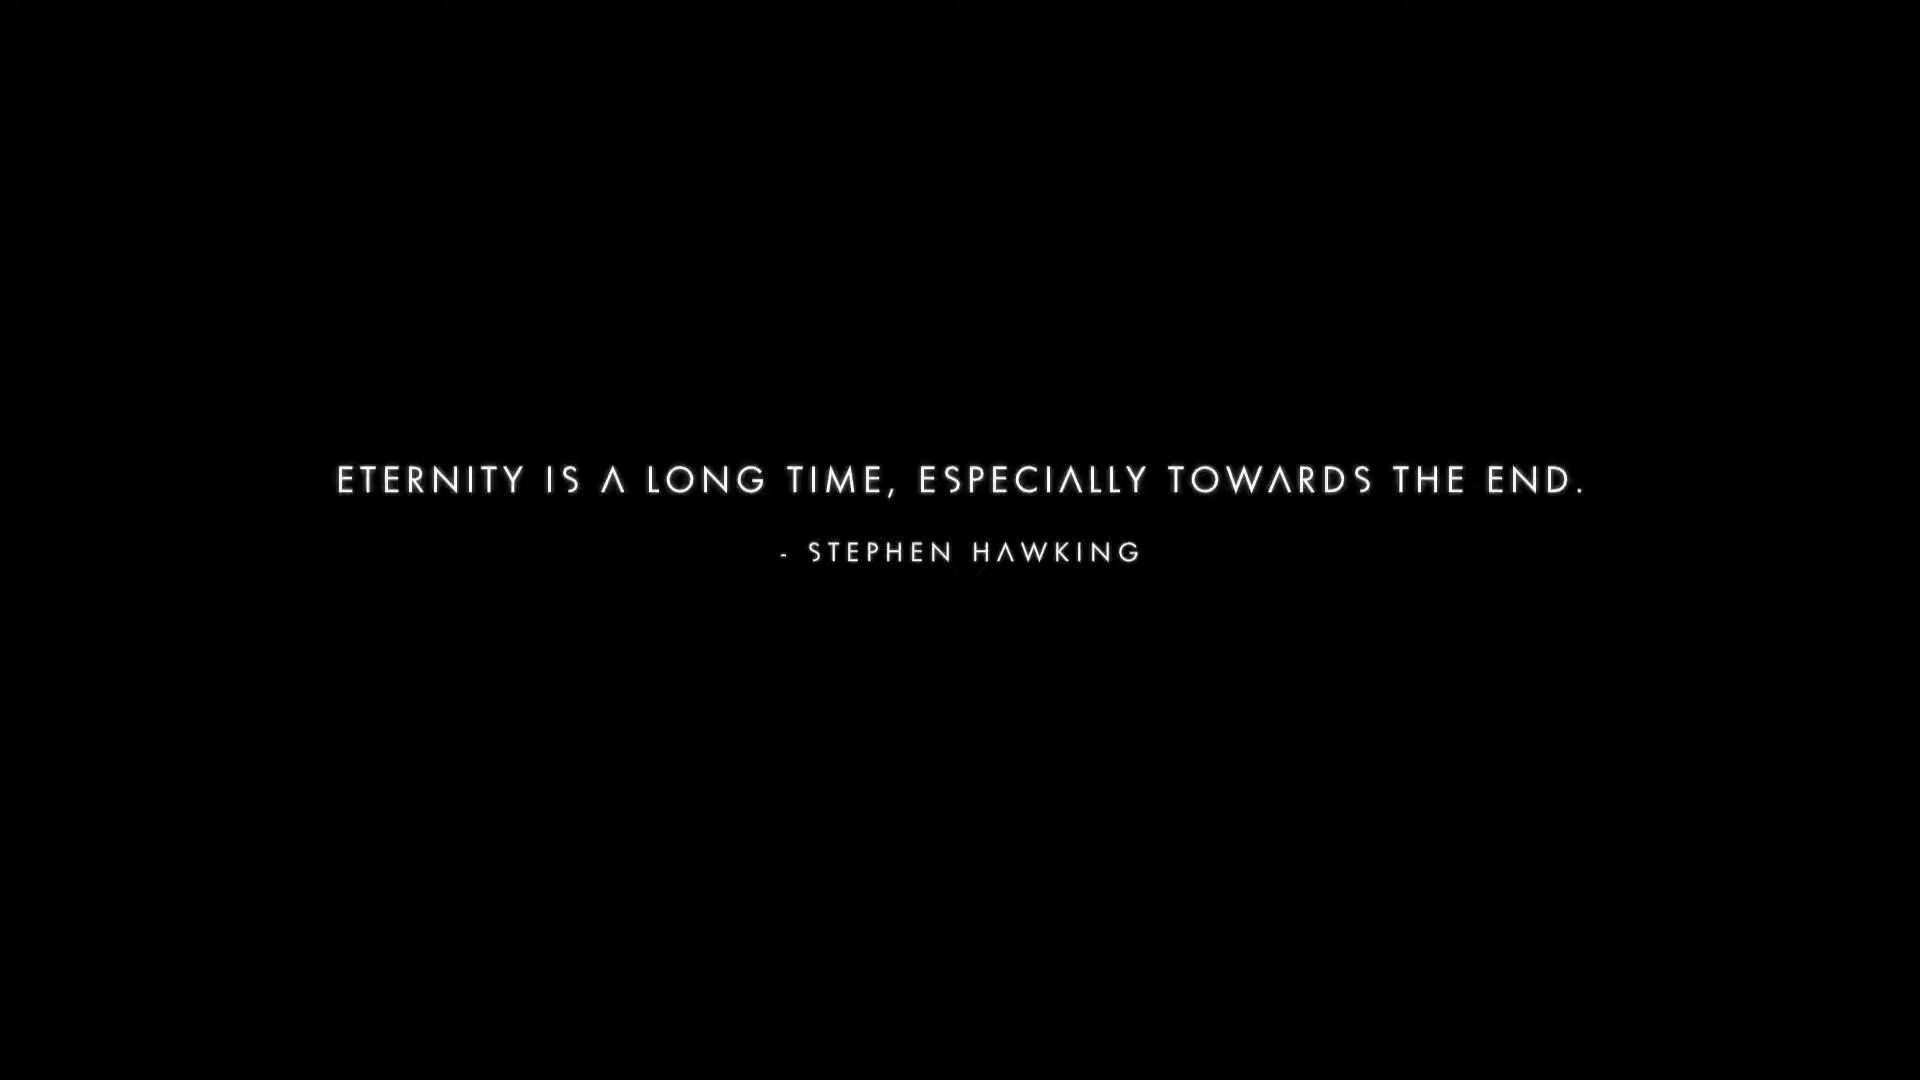 ETERNITY IS A LONG TIME, ESPECIALLY TOWARDS THE END.
- STEPHEN HAWKING